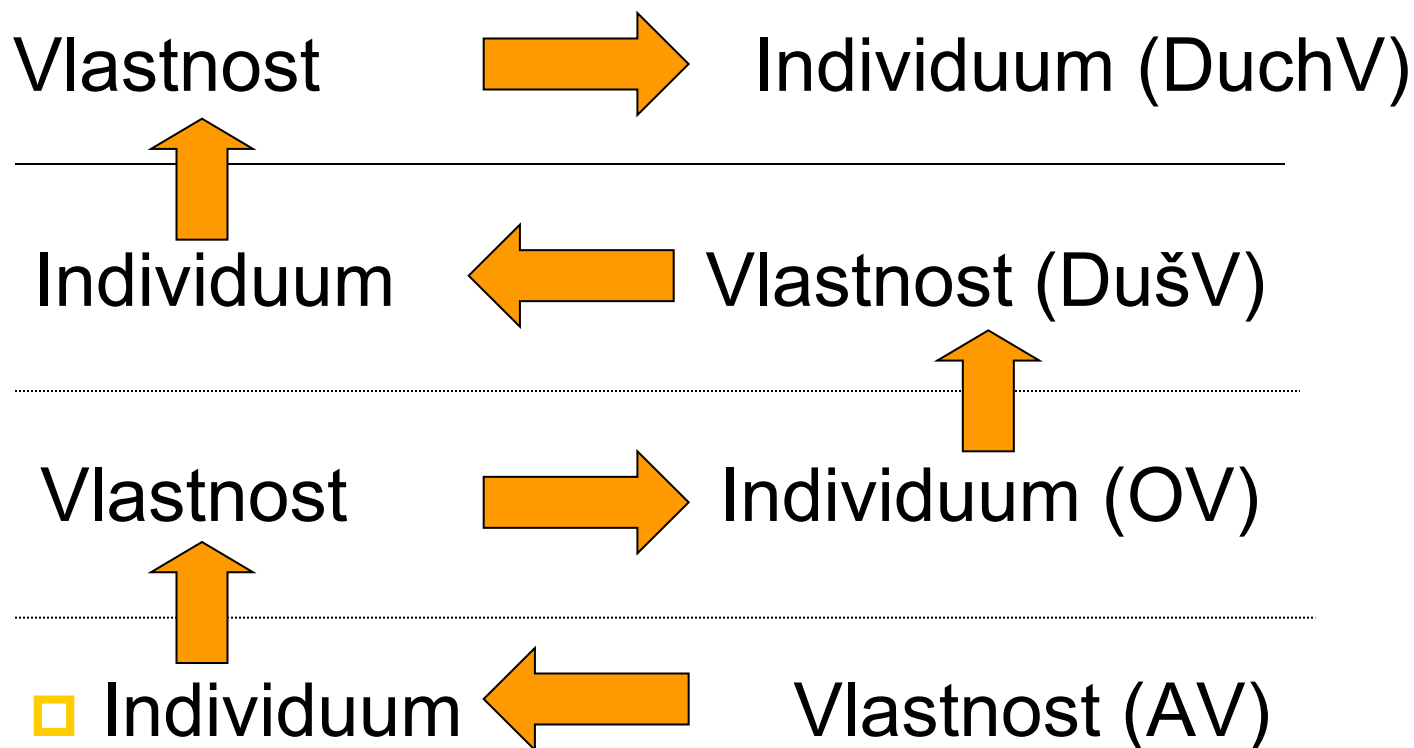 Vlastnost Individuum (DuchV)
Individuum Vlastnost (DušV)
Vlastnost Individuum (OV)
Individuum Vlastnost (AV)